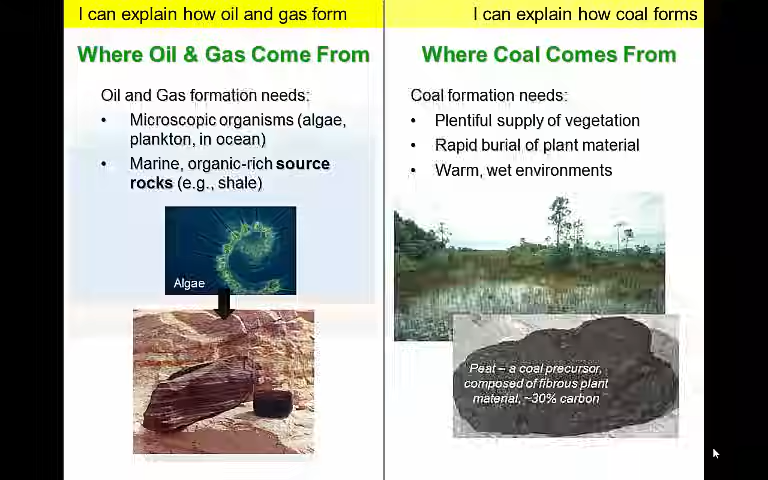 I can explain how oil and gas form
Where Oil & Gas Come From
Oil and Gas formation needs:
• Microscopic organisms (algae,
plankton, in ocean)
• Marine, organic-rich source
rocks (e.g., shale)
Algae
I can explain how coal forms
Where Coal Comes From
Coal formation needs:
• Plentiful supply of vegetation
• Rapid burial of plant material
• Warm, wet environments
Peat – a coal precursor,
composed of fibrous plant
material, ~30% carbon